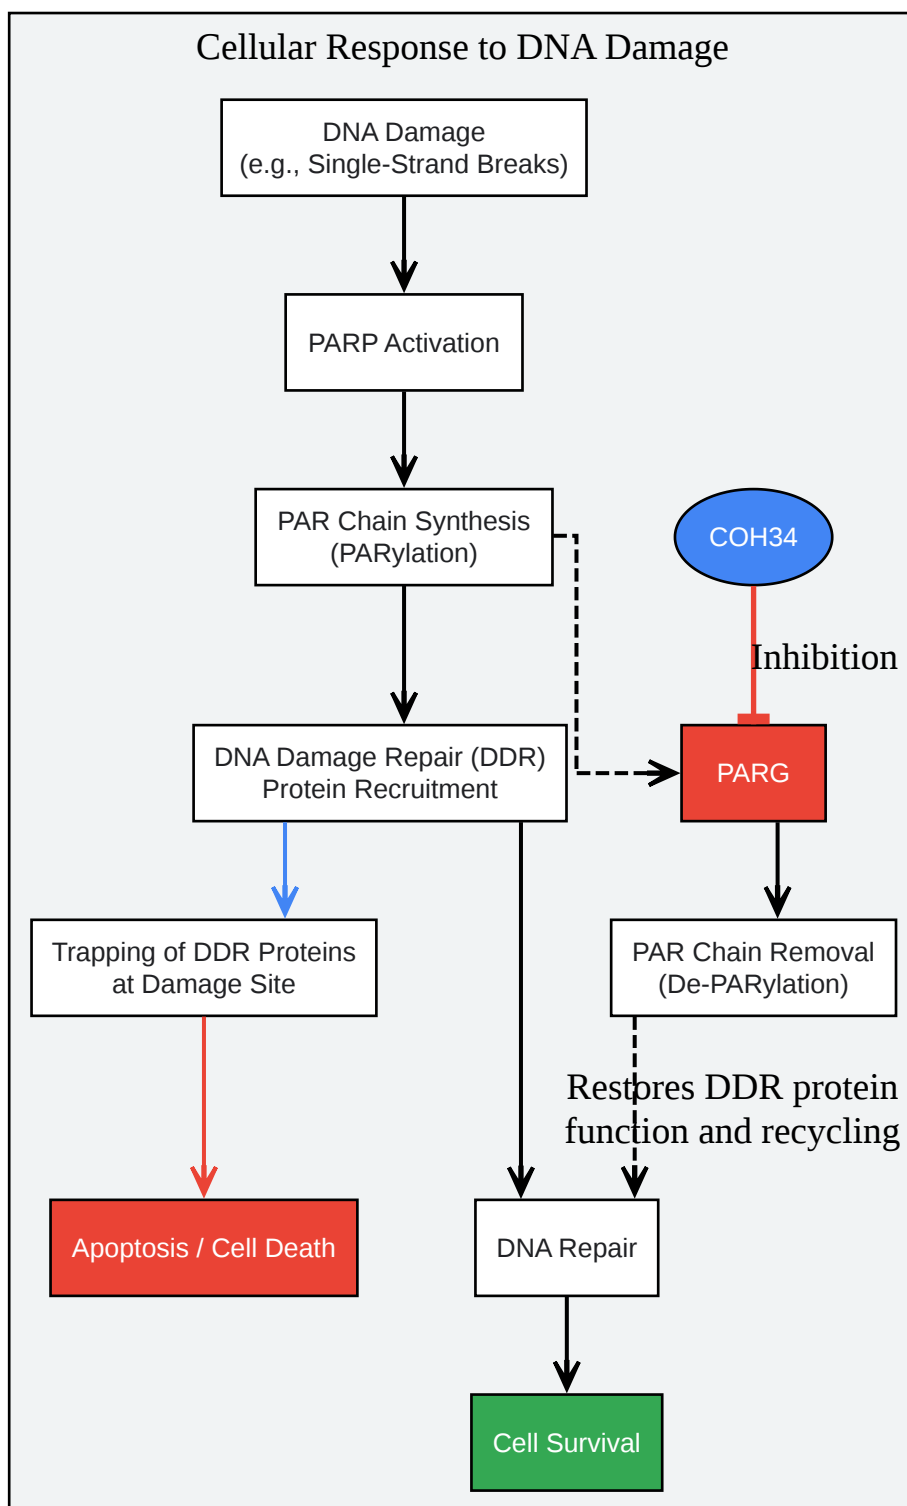 Cellular Response to DNA Damage
DNA Damage
(e.g., Single-Strand Breaks)
PARP Activation
PAR Chain Synthesis
(PARylation)
COH34
Inhibition
DNA Damage Repair (DDR)
Protein Recruitment
PARG
Trapping of DDR Proteins
at Damage Site
PAR Chain Removal
(De-PARylation)
Restores DDR protein
function and recycling
Apoptosis / Cell Death
DNA Repair
Cell Survival